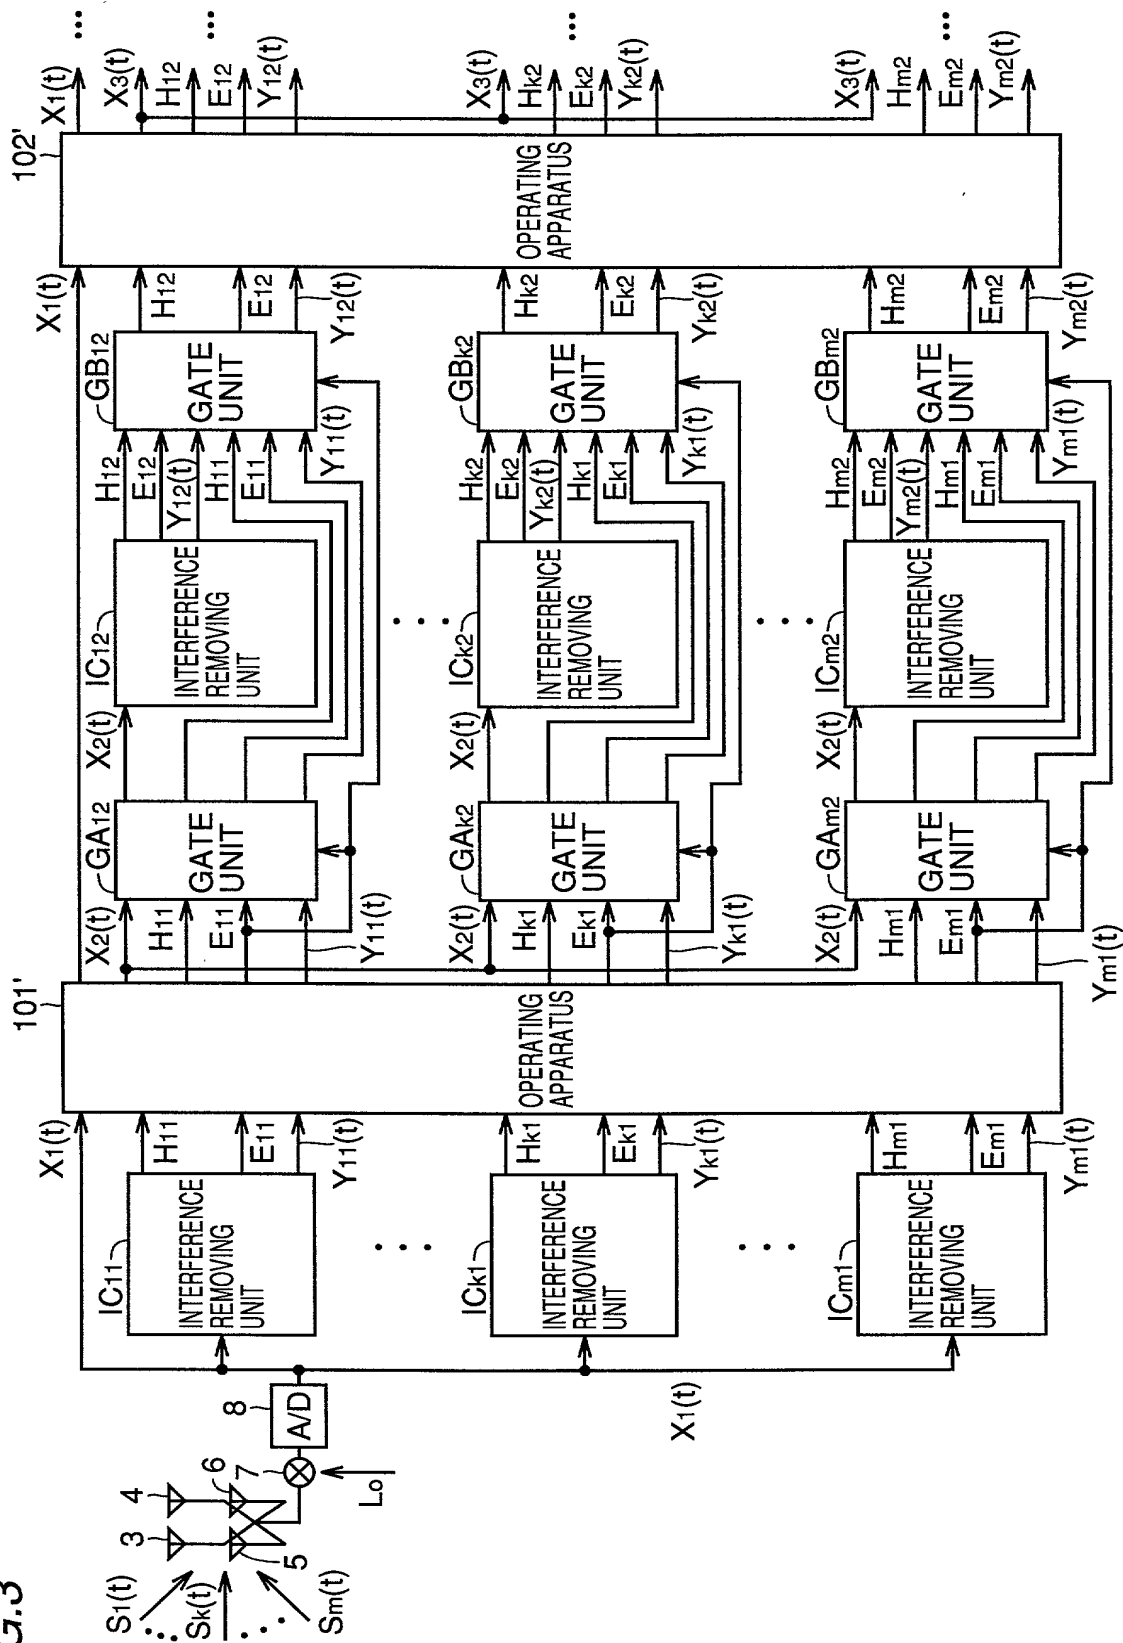 FIG.3
S1(t)
Sk(t)
Sm(t)
3
4
5
6
7
Lo
8
A/D
X1(t)
X1(t)
IC11
INTERFERENCE
REMOVING
UNIT
H11
E11
Y11(t)
ICk1
INTERFERENCE
REMOVING
UNIT
Hk1
Ek1
Yk1(t)
ICm1
INTERFERENCE
REMOVING
UNIT
Hm1
Em1
Ym1(t)
101'
OPERATING
APPARATUS
X2(t)
H11
E11
Y11(t)
GA12
GATE
UNIT
X2(t)
IC12
INTERFERENCE
REMOVING
UNIT
H12
E12
Y12(t)
H11
E11
Y11(t)
GB12
GATE
UNIT
X1(t)
H12
E12
Y12(t)
X2(t)
Hk1
Ek1
Yk1(t)
GAk2
GATE
UNIT
X2(t)
ICk2
INTERFERENCE
REMOVING
UNIT
Hk2
Ek2
Yk2(t)
Hk1
Ek1
Yk1(t)
GBk2
GATE
UNIT
Hk2
Ek2
Yk2(t)
X2(t)
Hm1
Em1
Ym1(t)
GAm2
GATE
UNIT
X2(t)
ICm2
INTERFERENCE
REMOVING
UNIT
Hm2
Em2
Ym2(t)
Hm1
Em1
Ym1(t)
GBm2
GATE
UNIT
Hm2
Em2
Ym2(t)
102'
OPERATING
APPARATUS
X1(t)
X3(t)
H12
E12
Y12(t)
X3(t)
Hk2
Ek2
Yk2(t)
X3(t)
Hm2
Em2
Ym2(t)